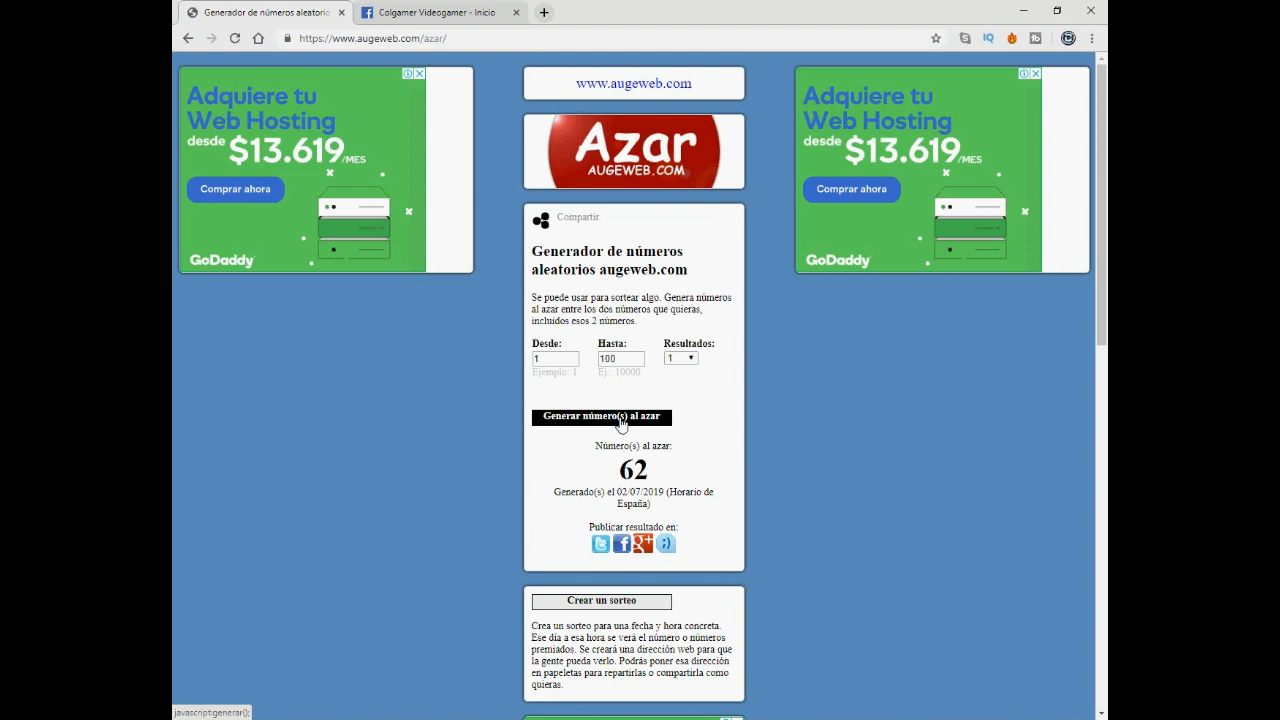 Generador de números aleatorio
Colgamer Videogamer - Inicio
https://www.augeweb.com/azar/
Adquiere tu
Web Hosting
desde $13.619/MES
Comprar ahora
GoDaddy
www.augeweb.com
Azar
AUGEWEB.COM
Compartir.
Generador de números
aleatorios augeweb.com
Se puede usar para sortear algo. Genera números
al azar entre los dos números que quieras,
incluidos esos 2 números.
Desde: Hasta: Resultados:
1 100 1
Ejemplo: 1 Ej.: 10000
Generar número(s) al azar
Número(s) al azar:
62
Generado(s) el 02/07/2019 (Horario de
España)
Publicar resultado en:
Crear un sorteo
Crea un sorteo para una fecha y hora concreta.
Ese día a esa hora se verá el número o números
premiados. Se creará una dirección web para que
la gente pueda verlo. Podrás poner esa dirección
en papeletas para repartirlas o compartirla como
quieras.
Adquiere tu
Web Hosting
desde $13.619/MES
Comprar ahora
GoDaddy
javascript:generar();